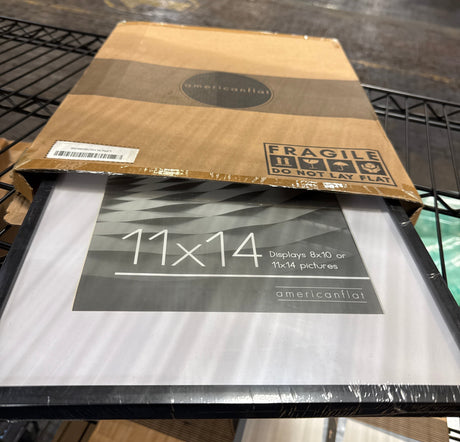 americanflat
FRAGILE
DO NOT LAY FLAT
11x14
Displays 8x10 or
11x14 pictures
americanflat